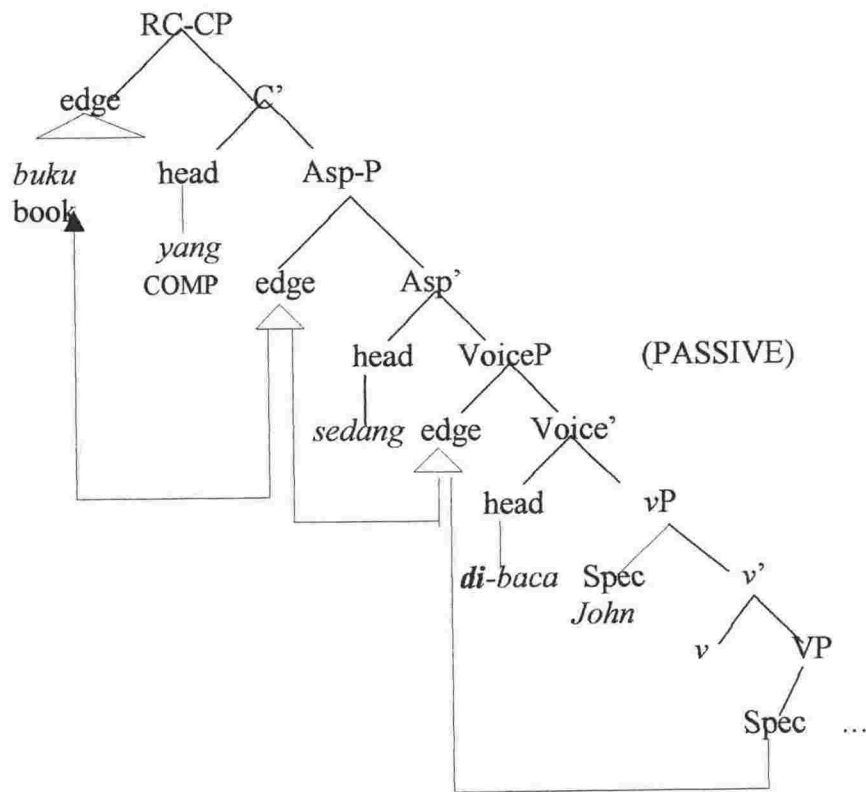 RC-CP
edge C’
buku head Asp-P
book
yang
COMP edge Asp’
head VoiceP (PASSIVE)
sedang edge Voice’
head vP
di-baca Spec v’
John
v VP
Spec ...